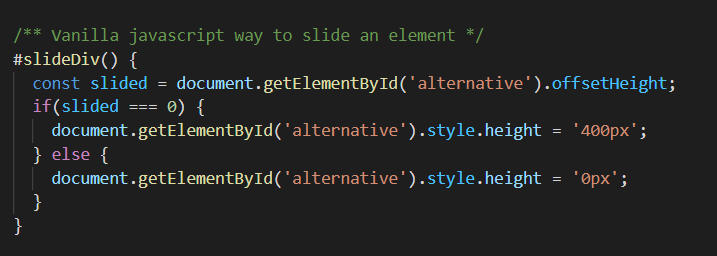 /** Vanilla javascript way to slide an element */
#slideDiv() {
  const slided = document.getElementById('alternative').offsetHeight;
  if(slided === 0) {
    document.getElementById('alternative').style.height = '400px';
  } else {
    document.getElementById('alternative').style.height = '0px';
  }
}